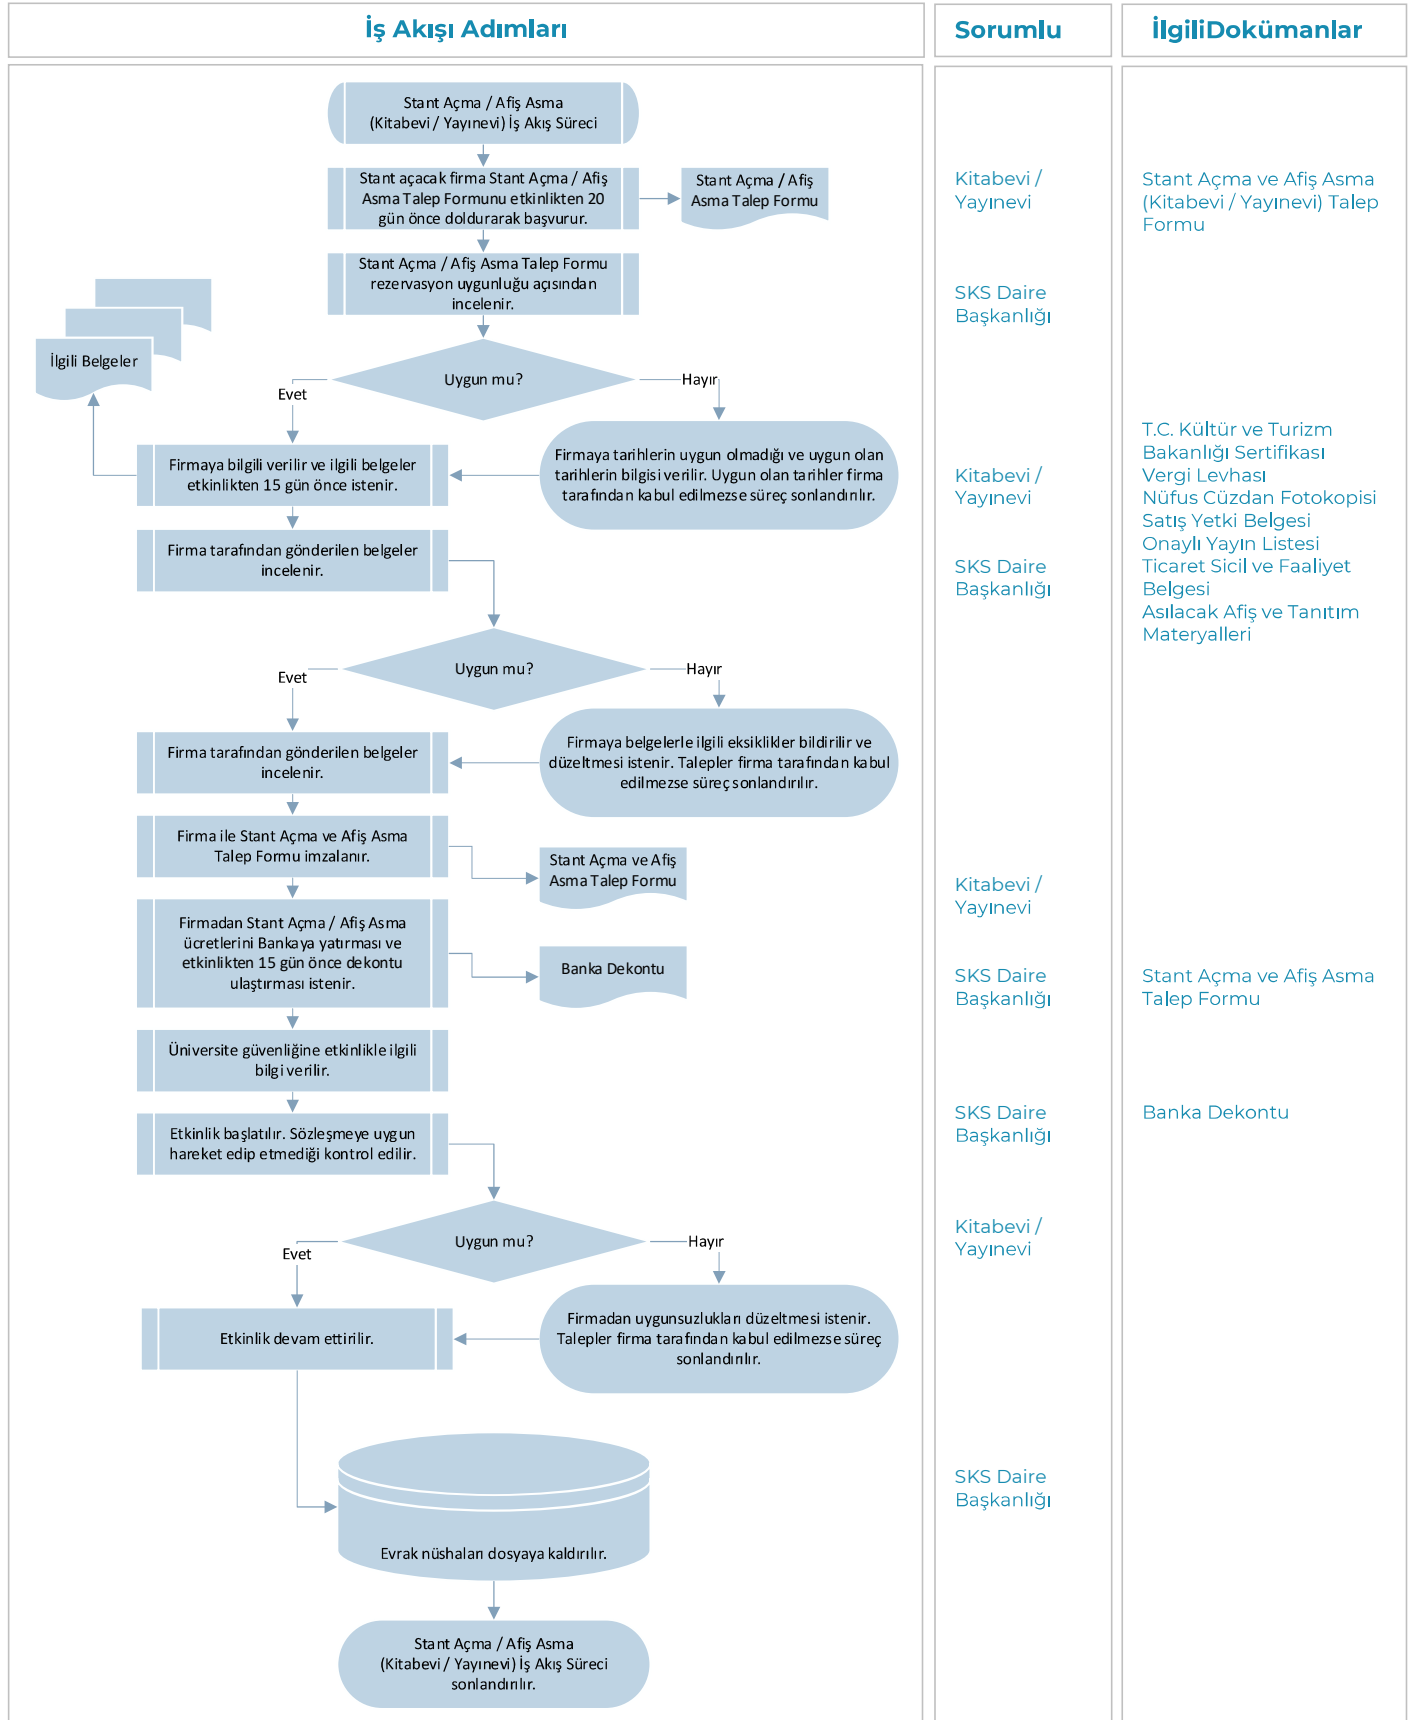 İş Akışı Adımları
Sorumlu
İlgiliDokümanlar
Stant Açma / Afiş Asma
(Kitabevi / Yayınevi) İş Akış Süreci
Stant açacak firma Stant Açma / Afiş
Asma Talep Formunu etkinlikten 20
gün önce doldurarak başvurur.
Stant Açma / Afiş
Asma Talep Formu
Kitabevi /
Yayınevi
Stant Açma ve Afiş Asma
(Kitabevi / Yayınevi) Talep
Formu
Stant Açma / Afiş Asma Talep Formu
rezervasyon uygunluğu açısından
incelenir.
SKS Daire
Başkanlığı
İlgili Belgeler
Uygun mu?
Evet
Hayır
Firmaya bilgili verilir ve ilgili belgeler
etkinlikten 15 gün önce istenir.
Firmaya tarihlerin uygun olmadığı ve uygun olan
tarihlerin bilgisi verilir. Uygun olan tarihler firma
tarafından kabul edilmezse süreç sonlandırılır.
Kitabevi /
Yayınevi
T.C. Kültür ve Turizm
Bakanlığı Sertifikası
Vergi Levhası
Nüfus Cüzdan Fotokopisi
Satış Yetki Belgesi
Onaylı Yayın Listesi
Ticaret Sicil ve Faaliyet
Belgesi
Asılacak Afiş ve Tanıtım
Materyalleri
Firma tarafından gönderilen belgeler
incelenir.
SKS Daire
Başkanlığı
Uygun mu?
Evet
Hayır
Firma tarafından gönderilen belgeler
incelenir.
Firmaya belgelerle ilgili eksiklikler bildirilir ve
düzeltmesi istenir. Talepler firma tarafından kabul
edilmezse süreç sonlandırılır.
Firma ile Stant Açma ve Afiş Asma
Talep Formu imzalanır.
Stant Açma ve Afiş
Asma Talep Formu
Kitabevi /
Yayınevi
Firmadan Stant Açma / Afiş Asma
ücretlerini Bankaya yatırması ve
etkinlikten 15 gün önce dekontu
ulaştırması istenir.
Banka Dekontu
SKS Daire
Başkanlığı
Stant Açma ve Afiş Asma
Talep Formu
Üniversite güvenliğine etkinlikle ilgili
bilgi verilir.
Etkinlik başlatılır. Sözleşmeye uygun
hareket edip etmediği kontrol edilir.
SKS Daire
Başkanlığı
Banka Dekontu
Uygun mu?
Evet
Hayır
Kitabevi /
Yayınevi
Etkinlik devam ettirilir.
Firmadan uygunsuzlukları düzeltmesi istenir.
Talepler firma tarafından kabul edilmezse süreç
sonlandırılır.
SKS Daire
Başkanlığı
Evrak nüshaları dosyaya kaldırılır.
Stant Açma / Afiş Asma
(Kitabevi / Yayınevi) İş Akış Süreci
sonlandırılır.